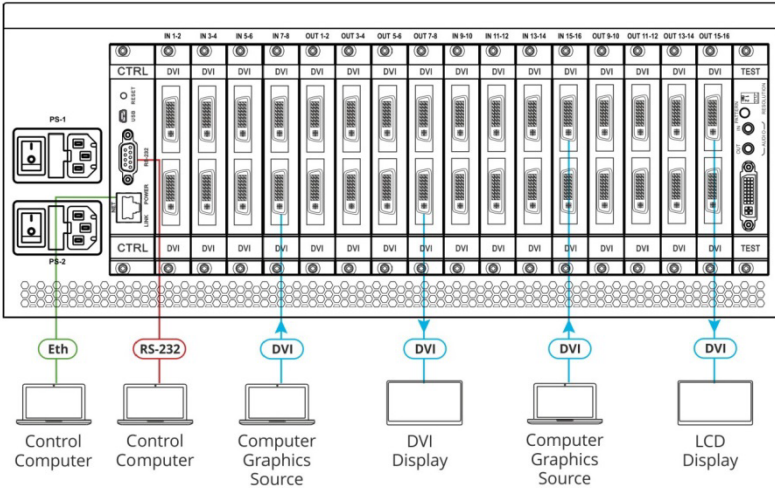 IN 1-2 IN 3-4 IN 5-6 IN 7-8 OUT 1-2 OUT 3-4 OUT 5-6 OUT 7-8 IN 9-10 IN 11-12 IN 13-14 IN 15-16 OUT 9-10 OUT 11-12 OUT 13-14 OUT 15-16
CTRL DVI DVI DVI DVI DVI DVI DVI DVI DVI DVI DVI DVI DVI DVI DVI DVI TEST
RESET
USB
RS-232
PS-1
PS-2
NET
POWER
LINK
RESOLUTION
PATTERN
IN
OUT
AUDIO
CTRL DVI DVI DVI DVI DVI DVI DVI DVI DVI DVI DVI DVI DVI DVI DVI DVI TEST
Eth RS-232 DVI DVI DVI DVI
Control
Computer
Control
Computer
Computer
Graphics
Source
DVI
Display
Computer
Graphics
Source
LCD
Display